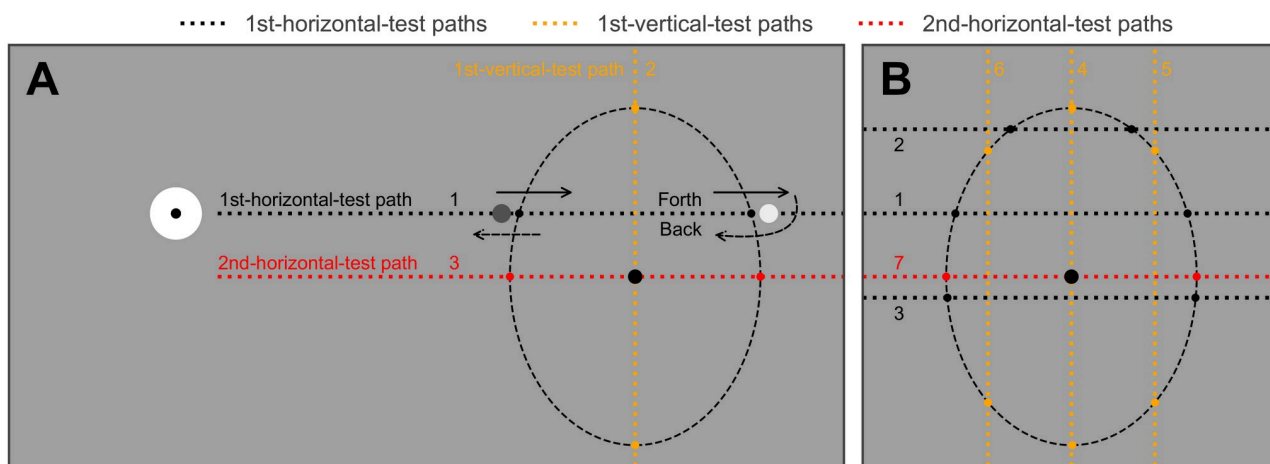 1st-horizontal-test paths 1st-vertical-test paths 2nd-horizontal-test paths
A
1st-vertical-test path 2
1st-horizontal-test path 1 Forth
Back
2nd-horizontal-test path 3
B
6 4 5
2
1
7
3